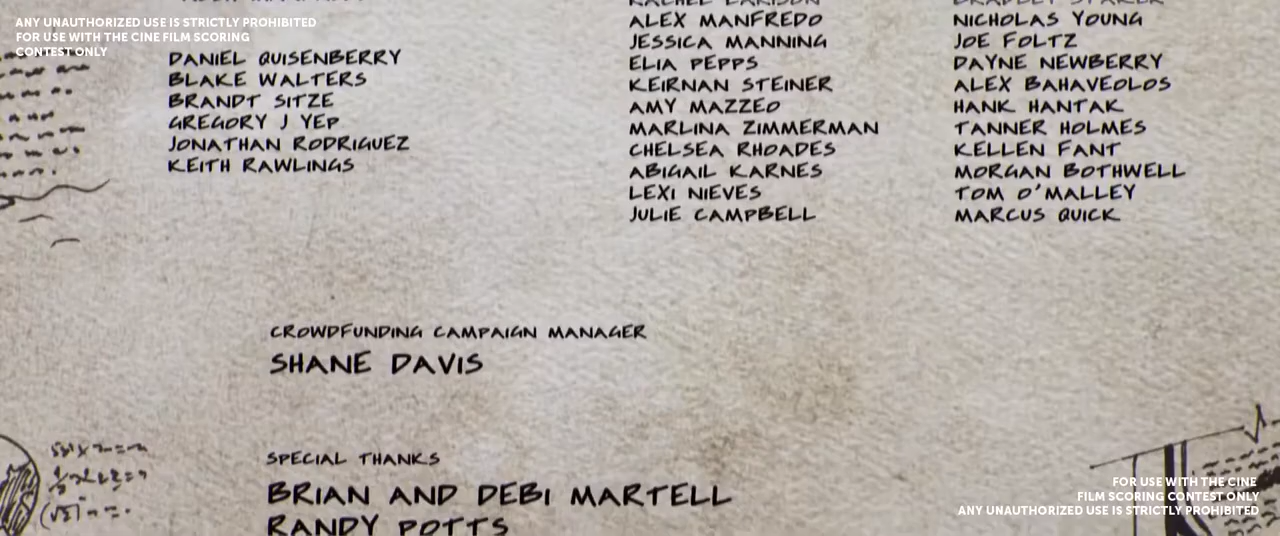 ANY UNAUTHORIZED USE IS STRICTLY PROHIBITED
FOR USE WITH THE CINE FILM SCORING
CONTEST ONLY
DANIEL QUISENBERRY
BLAKE WALTERS
BRANDT SITZE
GREGORY J YEP
JONATHAN RODRIGUEZ
KEITH RAWLINGS
ALEX MANFREDO
JESSICA MANNING
ELIA PEPPS
KEIRNAN STEINER
AMY MAZZEO
MARLINA ZIMMERMAN
CHELSEA RHOADES
ABIGAIL KARNES
LEXI NIEVES
JULIE CAMPBELL
NICHOLAS YOUNG
JOE FOLTZ
DAYNE NEWBERRY
ALEX BAHAVEOLOS
HANK HANTAK
TANNER HOLMES
KELLEN FANT
MORGAN BOTHWELL
TOM O'MALLEY
MARCUS QUICK
CROWDFUNDING CAMPAIGN MANAGER
SHANE DAVIS
SPECIAL THANKS
BRIAN AND DEBI MARTELL
RANDY POTTS
FOR USE WITH THE CINE
FILM SCORING CONTEST ONLY
ANY UNAUTHORIZED USE IS STRICTLY PROHIBITED